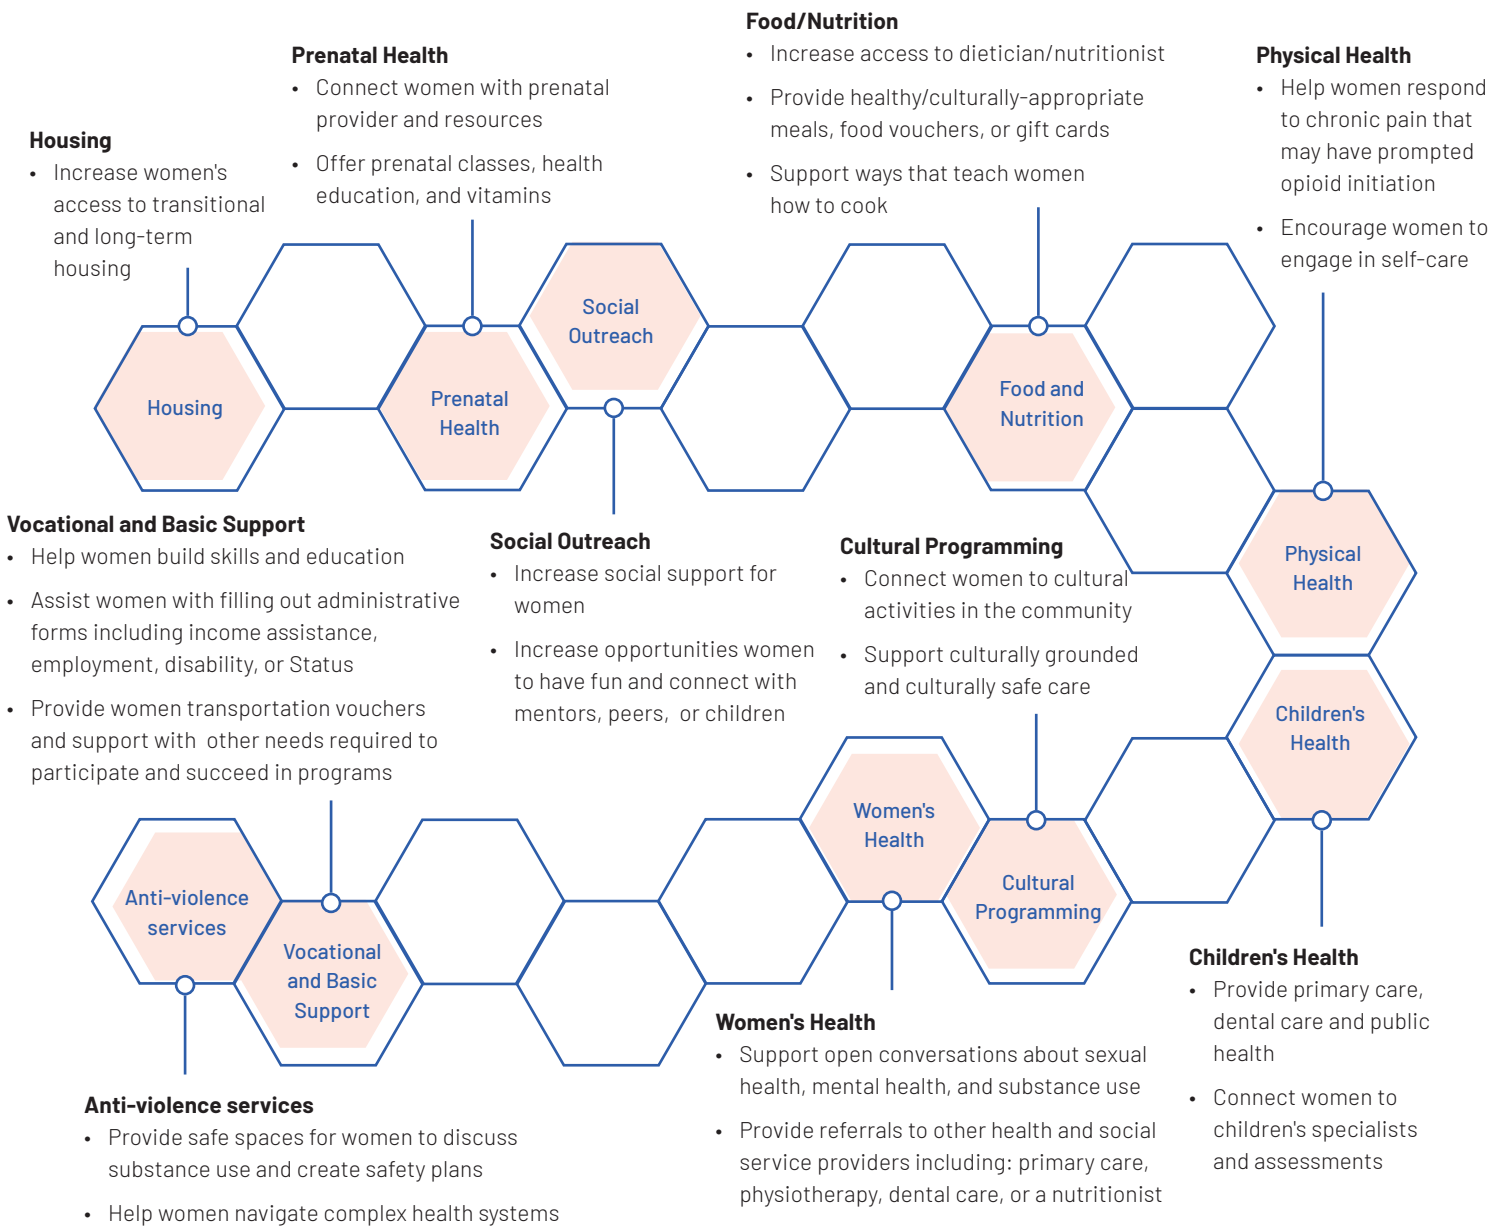 Food/Nutrition
• Increase access to dietician/nutritionist
• Provide healthy/culturally-appropriate
meals, food vouchers, or gift cards
• Support ways that teach women
how to cook
Prenatal Health
• Connect women with prenatal
provider and resources
• Offer prenatal classes, health
education, and vitamins
Physical Health
• Help women respond
to chronic pain that
may have prompted
opioid initiation
• Encourage women to
engage in self-care
Housing
• Increase women's
access to transitional
and long-term
housing
Housing
Prenatal
Health
Social
Outreach
Food and
Nutrition
Physical
Health
Children's
Health
Vocational and Basic Support
• Help women build skills and education
• Assist women with filling out administrative
forms including income assistance,
employment, disability, or Status
• Provide women transportation vouchers
and support with other needs required to
participate and succeed in programs
Social Outreach
• Increase social support for
women
• Increase opportunities women
to have fun and connect with
mentors, peers, or children
Cultural Programming
• Connect women to cultural
activities in the community
• Support culturally grounded
and culturally safe care
Anti-violence
services
Vocational
and Basic
Support
Women's
Health
Cultural
Programming
Anti-violence services
• Provide safe spaces for women to discuss
substance use and create safety plans
• Help women navigate complex health systems
Women's Health
• Support open conversations about sexual
health, mental health, and substance use
• Provide referrals to other health and social
service providers including: primary care,
physiotherapy, dental care, or a nutritionist
Children's Health
• Provide primary care,
dental care and public
health
• Connect women to
children's specialists
and assessments